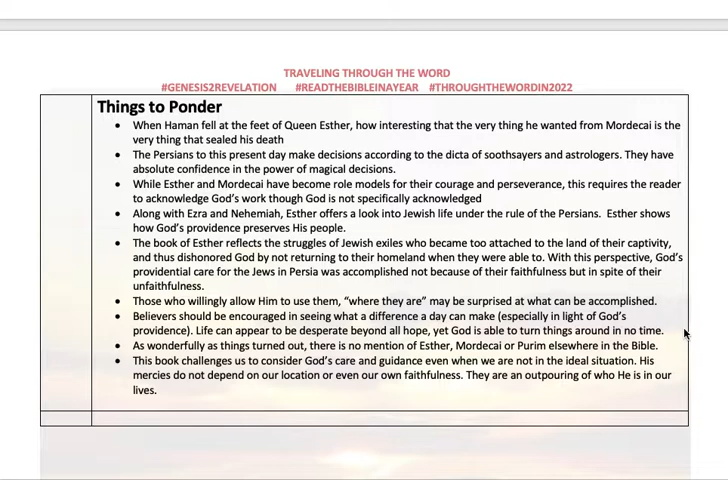 TRAVELING THROUGH THE WORD
#GENESIS2REVELATION #READTHEBIBLEINAYEAR #THROUGHTHEWORDIN2022
Things to Ponder
• When Haman fell at the feet of Queen Esther, how interesting that the very thing he wanted from Mordecai is the
very thing that sealed his death
• The Persians to this present day make decisions according to the dicta of soothsayers and astrologers. They have
absolute confidence in the power of magical decisions.
• While Esther and Mordecai have become role models for their courage and perseverance, this requires the reader
to acknowledge God’s work though God is not specifically acknowledged
• Along with Ezra and Nehemiah, Esther offers a look into Jewish life under the rule of the Persians. Esther shows
how God’s providence preserves His people.
• The book of Esther reflects the struggles of Jewish exiles who became too attached to the land of their captivity,
and thus dishonored God by not returning to their homeland when they were able to. With this perspective, God’s
providential care for the Jews in Persia was accomplished not because of their faithfulness but in spite of their
unfaithfulness.
• Those who willingly allow Him to use them, “where they are” may be surprised at what can be accomplished.
• Believers should be encouraged in seeing what a difference a day can make (especially in light of God’s
providence). Life can appear to be desperate beyond all hope, yet God is able to turn things around in no time.
• As wonderfully as things turned out, there is no mention of Esther, Mordecai or Purim elsewhere in the Bible.
• This book challenges us to consider God’s care and guidance even when we are not in the ideal situation. His
mercies do not depend on our location or even our own faithfulness. They are an outpouring of who He is in our
lives.